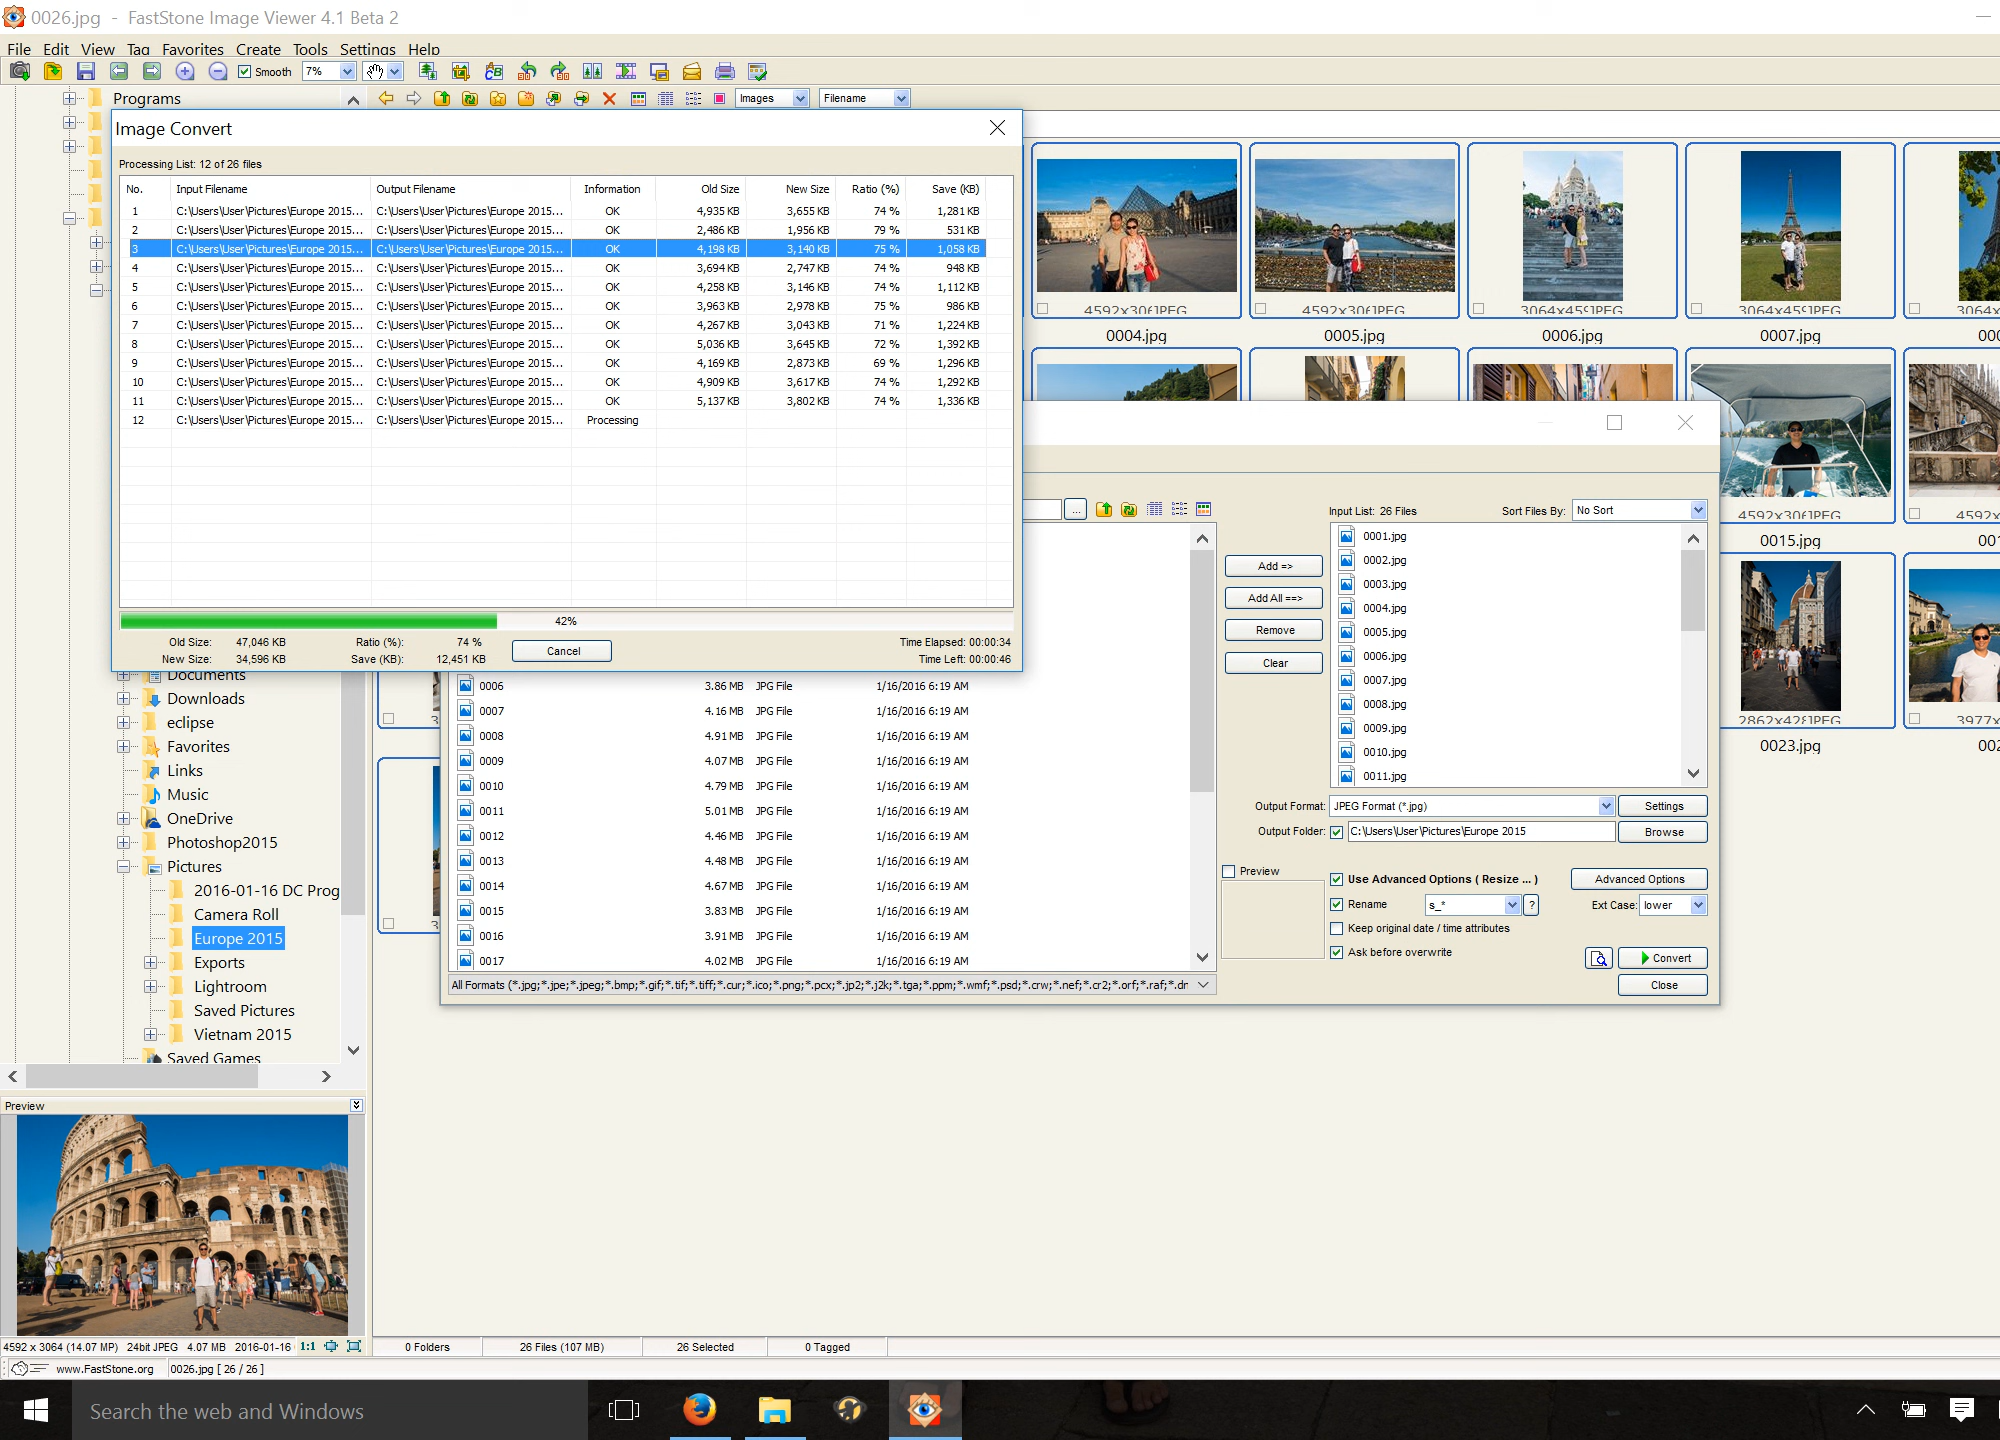 0026.jpg - FastStone Image Viewer 4.1 Beta 2
File Edit View Tag Favorites Create Tools Settings Help
Smooth 7%
Programs
Images Filename
Image Convert
Processing List: 12 of 26 files
No. Input Filename Output Filename Information Old Size New Size Ratio (%) Save (KB)
1 C:\Users\User\Pictures\Europe 2015... C:\Users\User\Pictures\Europe 2015... OK 4,935 KB 3,655 KB 74 % 1,281 KB
2 C:\Users\User\Pictures\Europe 2015... C:\Users\User\Pictures\Europe 2015... OK 2,486 KB 1,956 KB 79 % 531 KB
3 C:\Users\User\Pictures\Europe 2015... C:\Users\User\Pictures\Europe 2015... OK 4,198 KB 3,140 KB 75 % 1,058 KB
4 C:\Users\User\Pictures\Europe 2015... C:\Users\User\Pictures\Europe 2015... OK 3,694 KB 2,747 KB 74 % 948 KB
5 C:\Users\User\Pictures\Europe 2015... C:\Users\User\Pictures\Europe 2015... OK 4,258 KB 3,146 KB 74 % 1,112 KB
6 C:\Users\User\Pictures\Europe 2015... C:\Users\User\Pictures\Europe 2015... OK 3,963 KB 2,978 KB 75 % 986 KB
7 C:\Users\User\Pictures\Europe 2015... C:\Users\User\Pictures\Europe 2015... OK 4,267 KB 3,043 KB 71 % 1,224 KB
8 C:\Users\User\Pictures\Europe 2015... C:\Users\User\Pictures\Europe 2015... OK 5,036 KB 3,645 KB 72 % 1,392 KB
9 C:\Users\User\Pictures\Europe 2015... C:\Users\User\Pictures\Europe 2015... OK 4,169 KB 2,873 KB 69 % 1,296 KB
10 C:\Users\User\Pictures\Europe 2015... C:\Users\User\Pictures\Europe 2015... OK 4,909 KB 3,617 KB 74 % 1,292 KB
11 C:\Users\User\Pictures\Europe 2015... C:\Users\User\Pictures\Europe 2015... OK 5,137 KB 3,802 KB 74 % 1,336 KB
12 C:\Users\User\Pictures\Europe 2015... C:\Users\User\Pictures\Europe 2015... Processing
42%
Old Size: 47,046 KB Ratio (%): 74 % Cancel Time Elapsed: 00:00:34
New Size: 34,596 KB Save (KB): 12,451 KB Time Left: 00:00:46
JPEG JPEG JPEG JPEG
0004.jpg 0005.jpg 0006.jpg 0007.jpg
JPEG
0015.jpg
JPEG
0023.jpg
... Input List: 26 Files Sort Files By: No Sort
0001.jpg
0002.jpg
0003.jpg
0004.jpg
0005.jpg
0006.jpg
0007.jpg
0008.jpg
0009.jpg
0010.jpg
0011.jpg
Add =>
Add All ==>
Remove
Clear
0006 3.86 MB JPG File 1/16/2016 6:19 AM
0007 4.16 MB JPG File 1/16/2016 6:19 AM
0008 4.91 MB JPG File 1/16/2016 6:19 AM
0009 4.07 MB JPG File 1/16/2016 6:19 AM
0010 4.79 MB JPG File 1/16/2016 6:19 AM
0011 5.01 MB JPG File 1/16/2016 6:19 AM
0012 4.46 MB JPG File 1/16/2016 6:19 AM
0013 4.48 MB JPG File 1/16/2016 6:19 AM
0014 4.67 MB JPG File 1/16/2016 6:19 AM
0015 3.83 MB JPG File 1/16/2016 6:19 AM
0016 3.91 MB JPG File 1/16/2016 6:19 AM
0017 4.02 MB JPG File 1/16/2016 6:19 AM
All Formats (*.jpg;*.jpe;*.jpeg;*.bmp;*.gif;*.tif;*.tiff;*.cur;*.ico;*.png;*.pcx;*.jp2;*.j2k;*.tga;*.ppm;*.wmf;*.psd;*.crw;*.nef;*.cr2;*.orf;*.raf;*.dr
Output Format: JPEG Format (*.jpg) Settings
Output Folder: C:\Users\User\Pictures\Europe 2015 Browse
Preview
Use Advanced Options ( Resize ... ) Advanced Options
Rename s_* ? Ext Case: lower
Keep original date / time attributes
Ask before overwrite
Convert
Close
Documents
Downloads
eclipse
Favorites
Links
Music
OneDrive
Photoshop2015
Pictures
2016-01-16 DC Prog
Camera Roll
Europe 2015
Exports
Lightroom
Saved Pictures
Vietnam 2015
Saved Games
Preview
4592 x 3064 (14.07 MP) 24bit JPEG 4.07 MB 2016-01-16 1:1
0 Folders 26 Files (107 MB) 26 Selected 0 Tagged
www.FastStone.org 0026.jpg [ 26 / 26 ]
Search the web and Windows